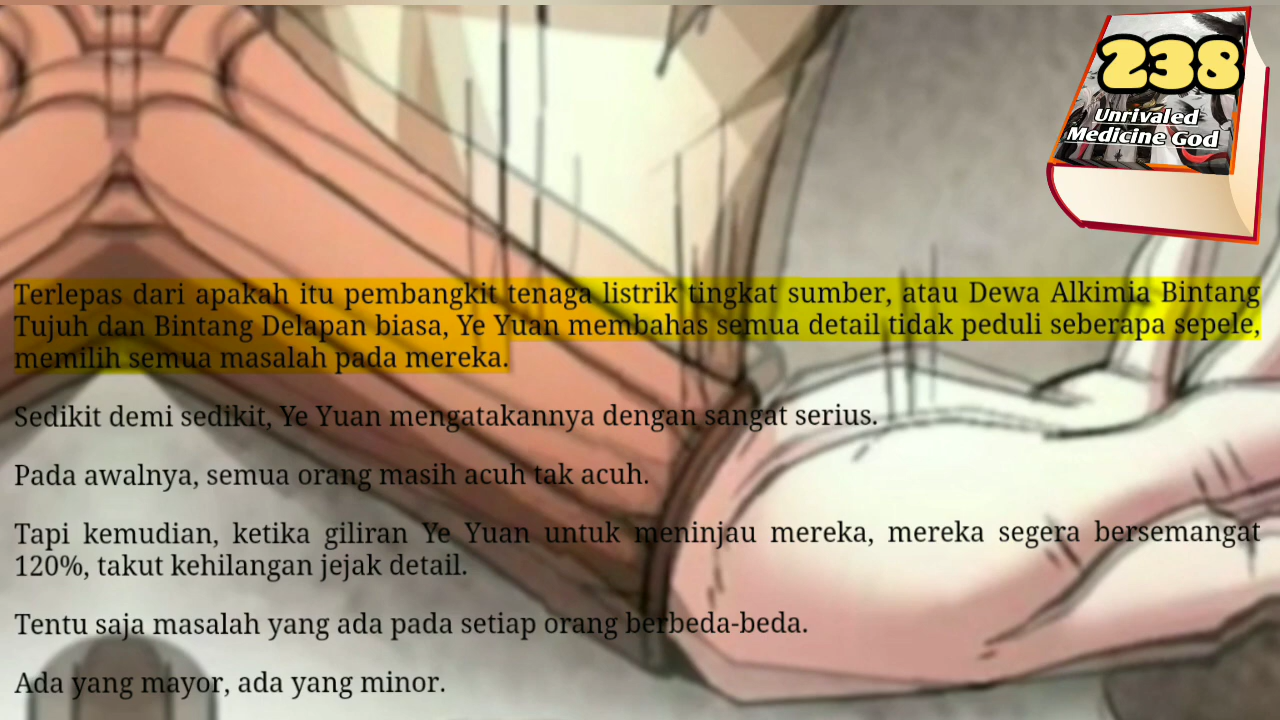 238
Unrivaled
Medicine God
Terlepas dari apakah itu pembangkit tenaga listrik tingkat sumber, atau Dewa Alkimia Bintang
Tujuh dan Bintang Delapan biasa, Ye Yuan membahas semua detail tidak peduli seberapa sepele,
memilih semua masalah pada mereka.
Sedikit demi sedikit, Ye Yuan mengatakannya dengan sangat serius.
Pada awalnya, semua orang masih acuh tak acuh.
Tapi kemudian, ketika giliran Ye Yuan untuk meninjau mereka, mereka segera bersemangat
120%, takut kehilangan jejak detail.
Tentu saja masalah yang ada pada setiap orang berbeda-beda.
Ada yang mayor, ada yang minor.